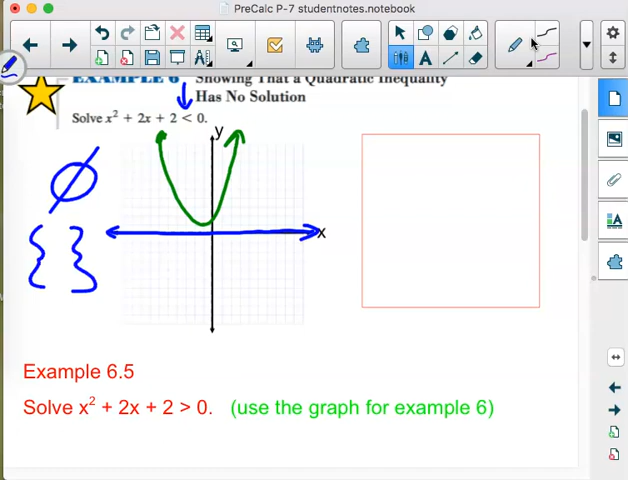 PreCalc P-7 studentnotes.notebook
EXAMPLE 6 Showing That a Quadratic Inequality
Has No Solution
Solve x² + 2x + 2 < 0.
y
∅
{ }
x
Example 6.5
Solve x² + 2x + 2 > 0. (use the graph for example 6)